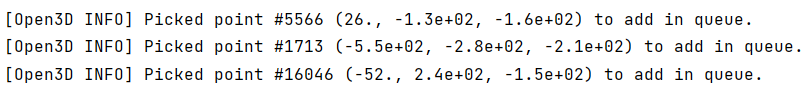 [Open3D INFO] Picked point #5566 (26., -1.3e+02, -1.6e+02) to add in queue.
[Open3D INFO] Picked point #1713 (-5.5e+02, -2.8e+02, -2.1e+02) to add in queue.
[Open3D INFO] Picked point #16046 (-52., 2.4e+02, -1.5e+02) to add in queue.